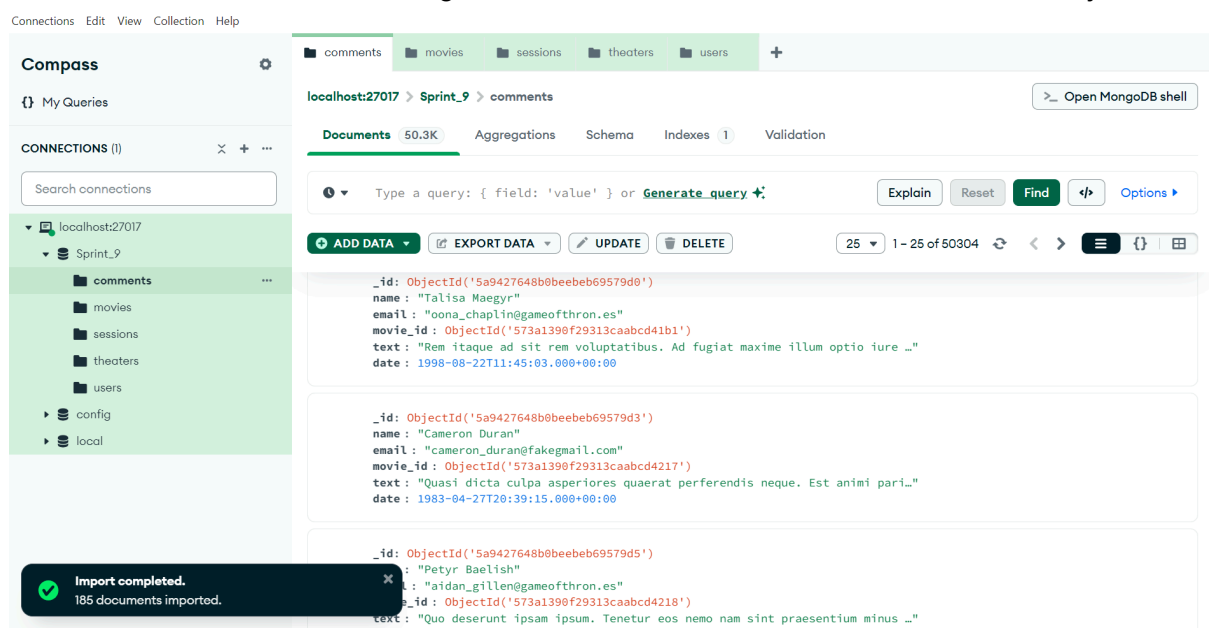 Connections Edit View Collection Help
Compass
{} My Queries
CONNECTIONS (1)
Search connections
localhost:27017
Sprint_9
comments
movies
sessions
theaters
users
config
local
comments movies sessions theaters users
localhost:27017 > Sprint_9 > comments
>_ Open MongoDB shell
Documents 50.3K Aggregations Schema Indexes 1 Validation
Type a query: { field: 'value' } or Generate query
Explain Reset Find </> Options
ADD DATA EXPORT DATA UPDATE DELETE
25 1 – 25 of 50304 {}
_id: ObjectId('5a9427648b0beebeb69579d0')
name : "Talisa Maegyr"
email : "oona_chaplin@gameofthron.es"
movie_id : ObjectId('573a1390f29313caabcd41b1')
text : "Rem itaque ad sit rem voluptatibus. Ad fugiat maxime illum optio iure …"
date : 1998-08-22T11:45:03.000+00:00
_id: ObjectId('5a9427648b0beebeb69579d3')
name : "Cameron Duran"
email : "cameron_duran@fakegmail.com"
movie_id : ObjectId('573a1390f29313caabcd4217')
text : "Quasi dicta culpa asperiores quaerat perferendis neque. Est animi pari…"
date : 1983-04-27T20:39:15.000+00:00
_id: ObjectId('5a9427648b0beebeb69579d5')
: "Petyr Baelish"
l : "aidan_gillen@gameofthron.es"
e_id : ObjectId('573a1390f29313caabcd4218')
text : "Quo deserunt ipsam ipsum. Tenetur eos nemo nam sint praesentium minus …"
Import completed.
185 documents imported.